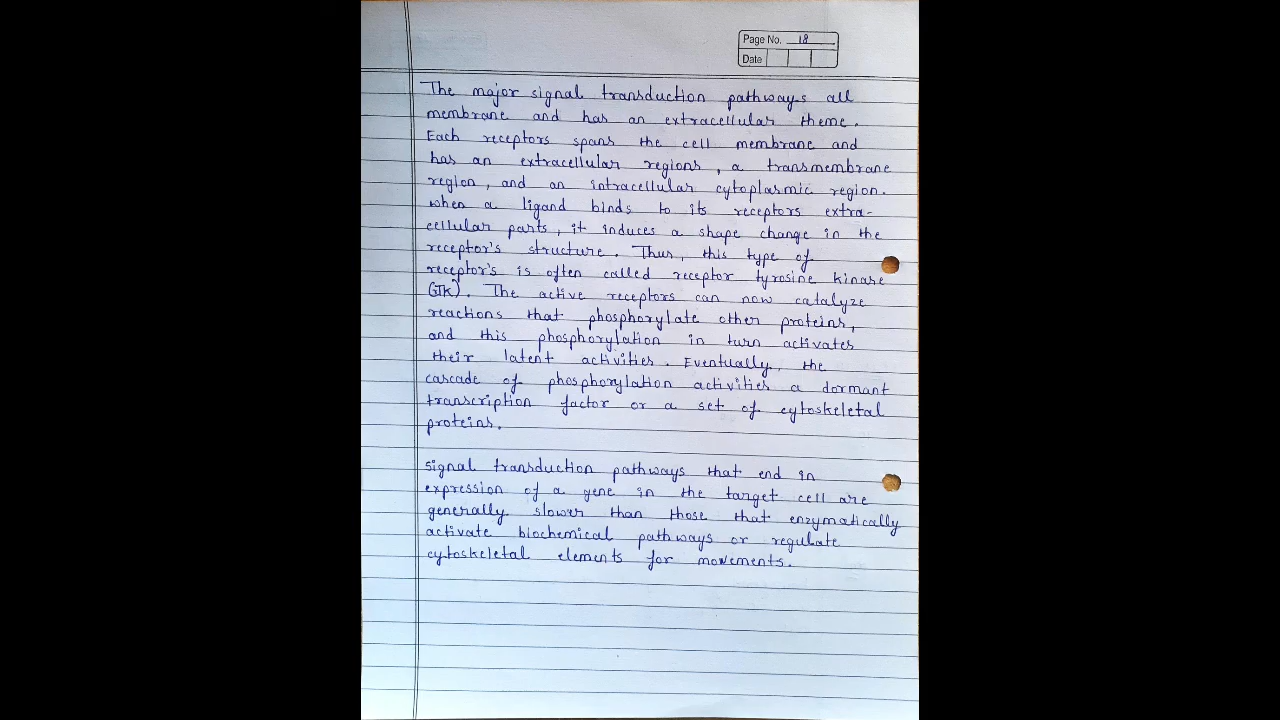 Page No. 18
Date
The major signal transduction pathways all
membrane and has an extracellular theme.
Each receptors spans the cell membrane and
has an extracellular regions, a transmembrane
region, and an intracellular cytoplasmic region.
when a ligand binds to its receptors extra-
cellular parts, it induces a shape change in the
receptor's structure. Thus, this type of
receptor's is often called receptor tyrosine kinase
The active receptors can now catalyze
reactions that phosphorylate other proteins,
and this phosphorylation in turn activates
their latent activities. Eventually, the
cascade of phosphorylation activities a dormant
transcription factor or a set of cytoskeletal
proteins.
signal transduction pathways that end in
expression of a gene in the target cell are
generally slower than those that enzymatically
activate biochemical pathways or regulate
cytoskeletal elements for movements.